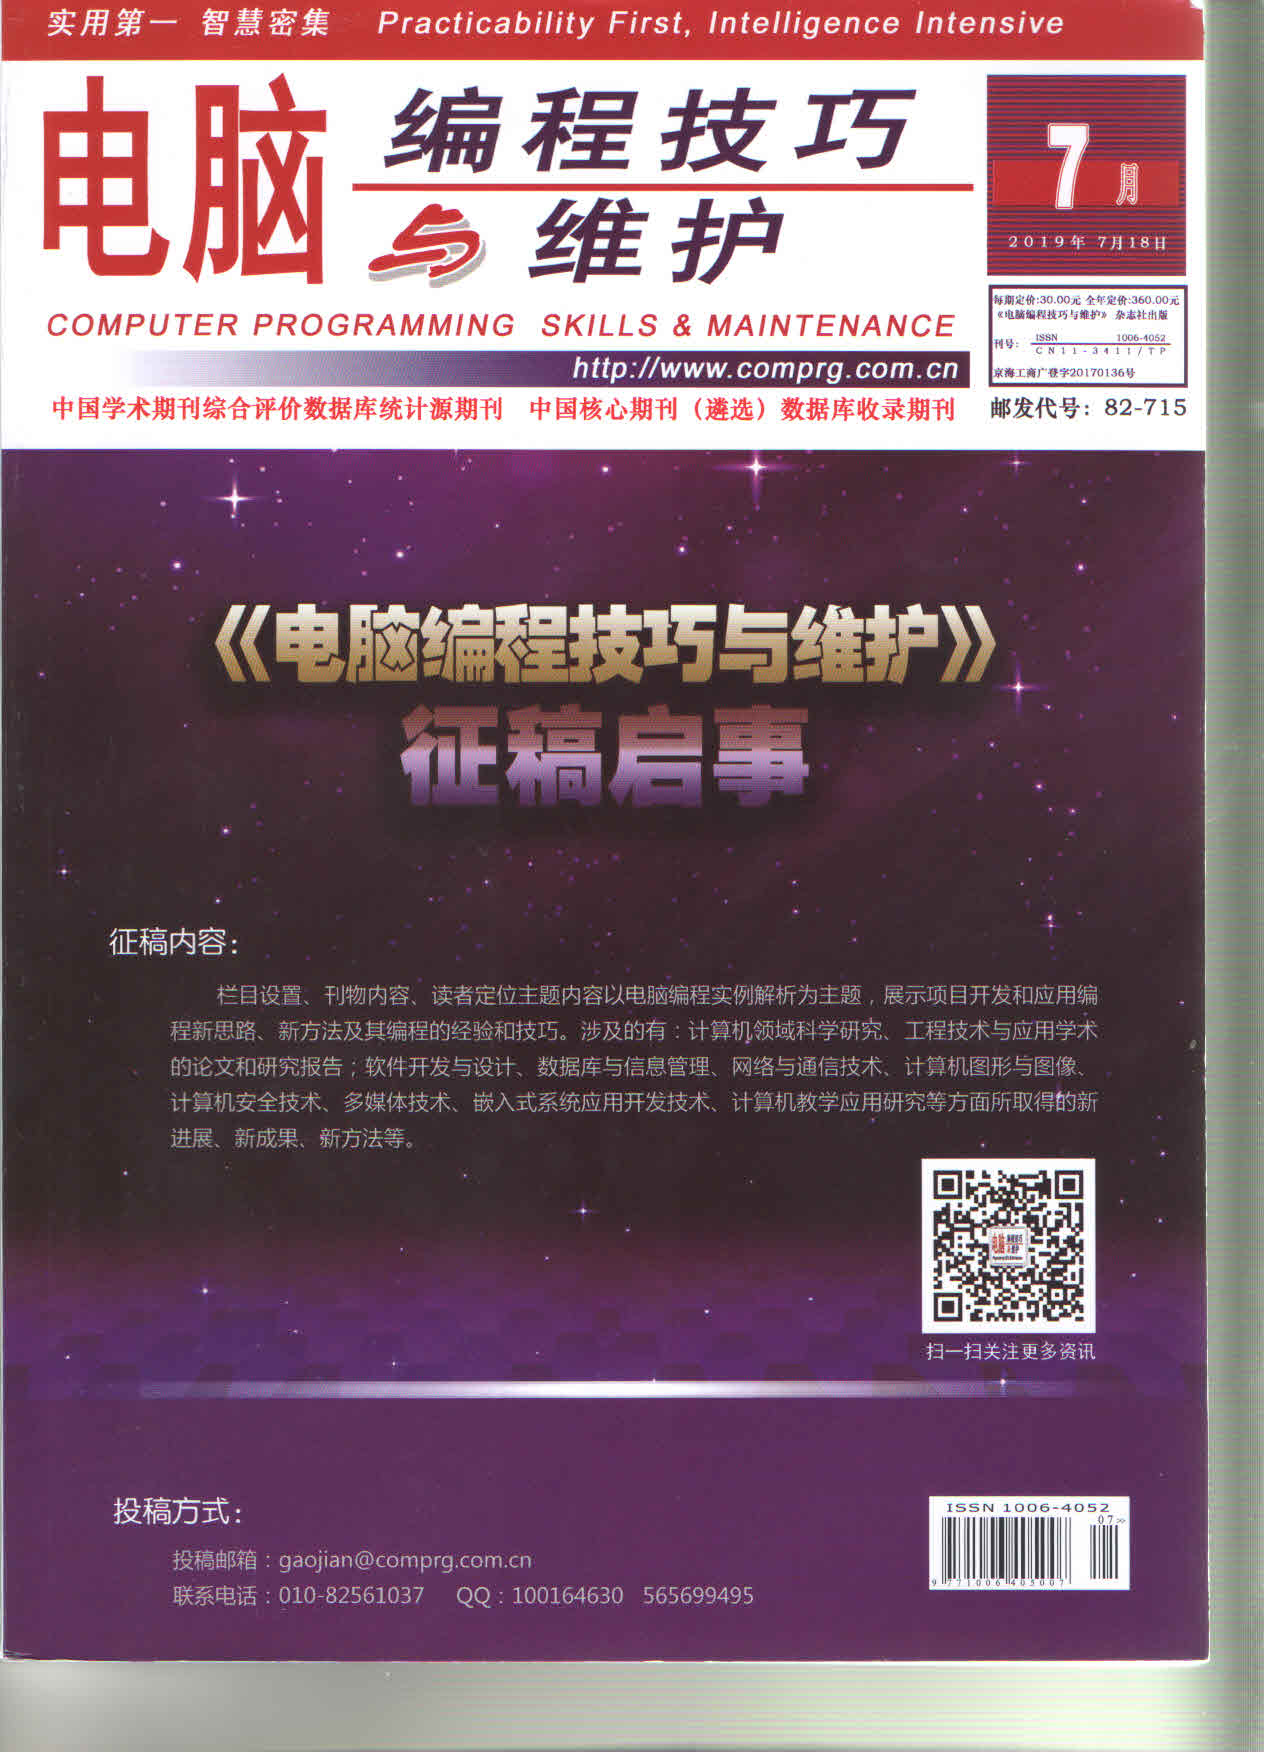 实用第一 智慧密集 Practicability First, Intelligence Intensive
电脑
编程技巧
与维护
COMPUTER PROGRAMMING SKILLS & MAINTENANCE
http://www.comprg.com.cn
中国学术期刊综合评价数据库统计源期刊 中国核心期刊（遴选）数据库收录期刊
7月
2019年 7月18日
每期定价:30.00元 全年定价:360.00元
《电脑编程技巧与维护》 杂志社出版
刊号: ISSN 1006-4052
CN11-3411/TP
京海工商广登字20170136号
邮发代号: 82-715
《电脑编程技巧与维护》
征稿启事
征稿内容:
栏目设置、刊物内容、读者定位主题内容以电脑编程实例解析为主题，展示项目开发和应用编
程新思路、新方法及其编程的经验和技巧。涉及的有：计算机领域科学研究、工程技术与应用学术
的论文和研究报告；软件开发与设计、数据库与信息管理、网络与通信技术、计算机图形与图像、
计算机安全技术、多媒体技术、嵌入式系统应用开发技术、计算机教学应用研究等方面所取得的新
进展、新成果、新方法等。
电脑 编程技巧
与维护
扫一扫关注更多资讯
投稿方式:
投稿邮箱：gaojian@comprg.com.cn
联系电话：010-82561037 QQ：100164630 565699495
ISSN 1006-4052
07>
9 771006 405007